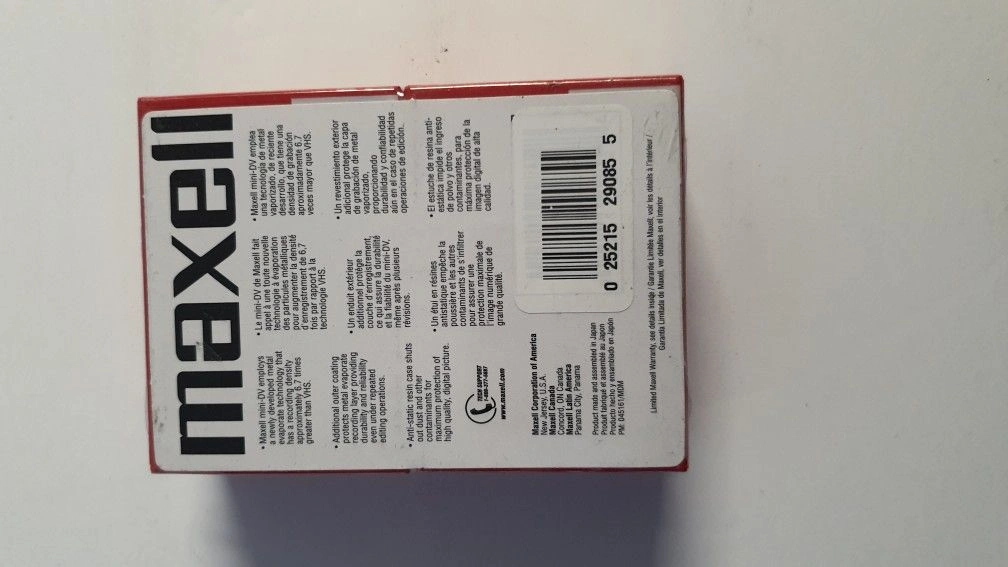 maxell
• Maxell mini-DV employs
a newly developed metal
evaporate technology that
has a recording density
approximately 6.7 times
greater than VHS.
• Additional outer coating
protects metal evaporate
recording layer providing
durability and reliability
even under repeated
editing operations.
• Anti-static resin case shuts
out dust and other
contaminants for
maximum protection of
high quality, digital picture.
• Le mini-DV de Maxell fait
appel à une toute nouvelle
technologie à évaporation
des particules métalliques
pour augmenter la densité
d'enregistrement de 6,7
fois par rapport à la
technologie VHS.
• Un enduit extérieur
additionnel protège la
couche d'enregistrement,
ce qui assure la durabilité
et la fiabilité du mini-DV,
même après plusieurs
révisions.
• Un étui en résines
antistatique empêche la
poussière et les autres
contaminants de s'infiltrer
pour assurer une
protection maximale de
l'image numérique de
grande qualité.
• Maxell mini-DV emplea
una tecnología de metal
vaporizado, de reciente
desarrollo, que tiene una
densidad de grabación
aproximadamente 6,7
veces mayor que VHS.
• Un revestimiento exterior
adicional protege la capa
de grabación de metal
vaporizado,
proporcionando
durabilidad y confiabilidad
aún en el caso de repetidas
operaciones de edición.
• El estuche de resina anti-
estática impide el ingreso
de polvo y otros
contaminantes, para
máxima protección de la
imagen digital de alta
calidad.
TECH SUPPORT
1-800-377-5887
www.maxell.com
Maxell Corporation of America
New Jersey, U.S.A.
Maxell Canada
Concord, ON Canada
Maxell Latin America
Panama City, Panama
Product made and assembled in Japan
Produit fabriqué et assemblé au Japon
Producto hecho y ensamblado en Japón
PM: 045161/MDM
0 25215 29085 5
Limited Maxell Warranty, see details inside / Garantie Limitée Maxell, voir les détails à l'intérieur /
Garantía Limitada de Maxell, ver detalles en el interior